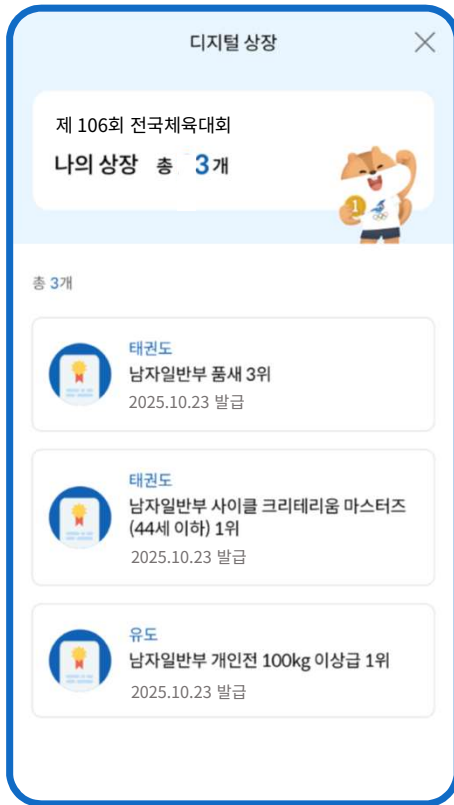 디지털 상장
제 106회 전국체육대회
나의 상장 총 3개
1
총 3개
태권도
남자일반부 품새 3위
2025.10.23 발급
태권도
남자일반부 사이클 크리테리움 마스터즈
(44세 이하) 1위
2025.10.23 발급
유도
남자일반부 개인전 100kg 이상급 1위
2025.10.23 발급